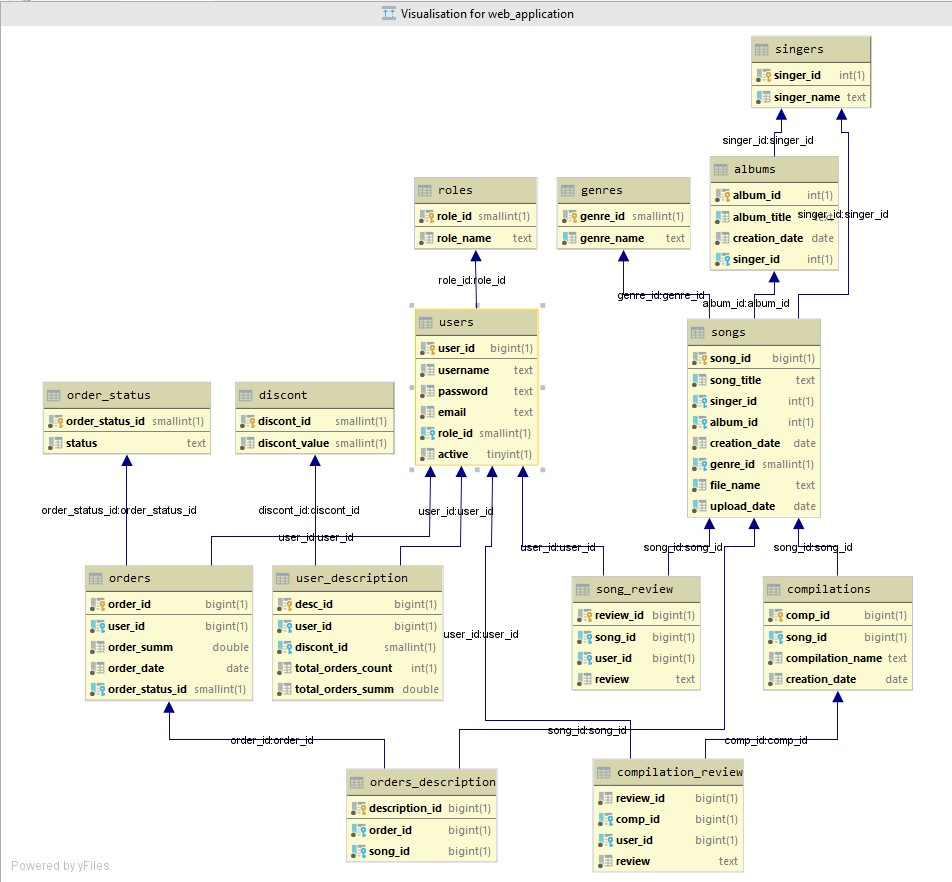 Visualisation for web_application
singers
singer_id int(1)
singer_name text
singer_id:singer_id
albums
album_id int(1)
album_title
singer_id:singer_id
creation_date date
singer_id int(1)
roles
role_id smallint(1)
role_name text
genres
genre_id smallint(1)
genre_name text
role_id:role_id
genre_id:genre_id
album_id:album_id
users
user_id bigint(1)
username text
password text
email text
role_id smallint(1)
active tinyint(1)
songs
song_id bigint(1)
song_title text
singer_id int(1)
album_id int(1)
creation_date date
genre_id smallint(1)
file_name text
upload_date date
order_status
order_status_id smallint(1)
status text
discont
discont_id smallint(1)
discont_value smallint(1)
order_status_id:order_status_id
discont_id:discont_id
user_id:user_id
user_id:user_id
user_id:user_id
song_id:song_id
song_id:song_id
orders
order_id bigint(1)
user_id bigint(1)
order_summ double
order_date date
order_status_id smallint(1)
user_description
desc_id bigint(1)
user_id bigint(1)
discont_id smallint(1)
total_orders_count int(1)
total_orders_summ double
user_id:user_id
song_review
review_id bigint(1)
song_id bigint(1)
user_id bigint(1)
review text
compilations
comp_id bigint(1)
song_id bigint(1)
compilation_name text
creation_date date
order_id:order_id
song_id:song_id
comp_id:comp_id
orders_description
description_id bigint(1)
order_id bigint(1)
song_id bigint(1)
compilation_review
review_id bigint(1)
comp_id bigint(1)
user_id bigint(1)
review text
Powered by yFiles